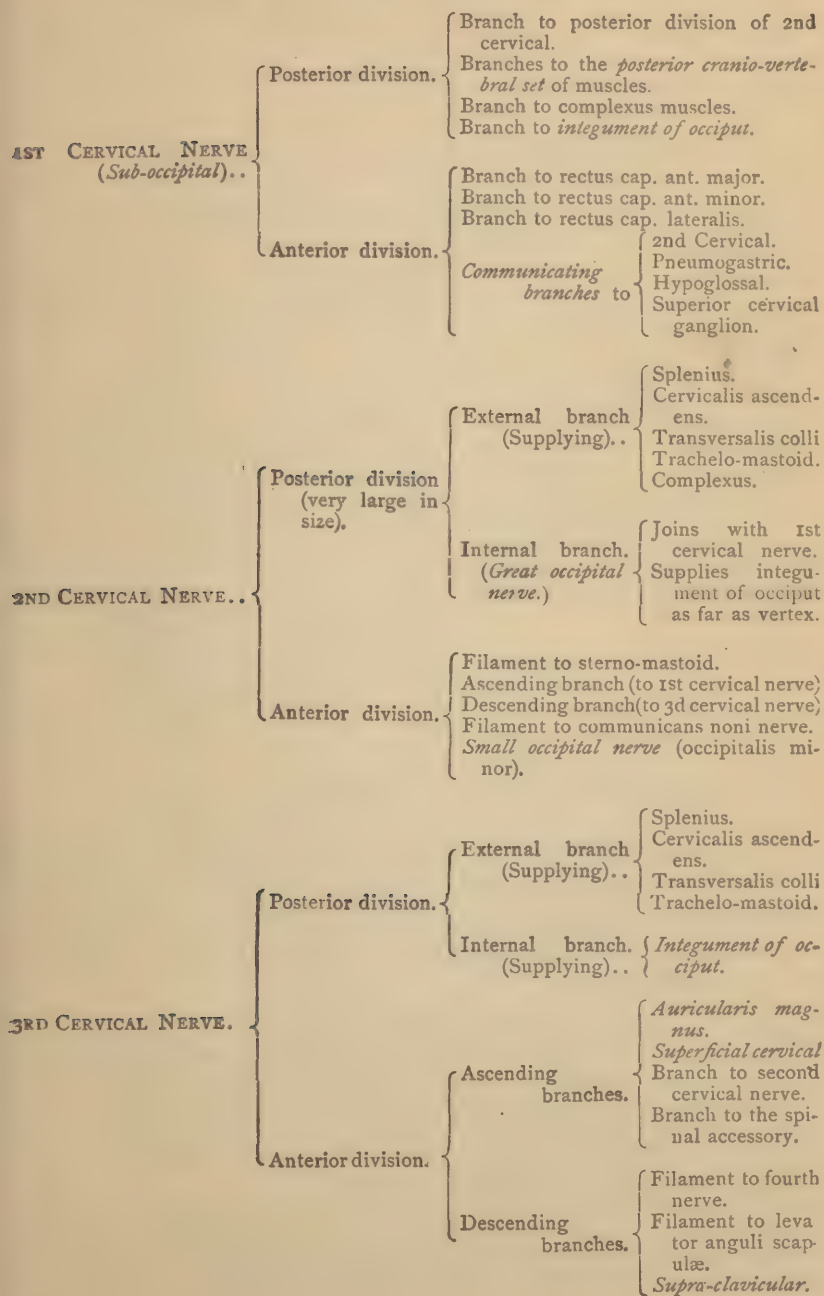 Branch to posterior division of 2nd
cervical.
Posterior division.
Branches to the posterior cranio-verte-
bral set of muscles.
Branch to complexus muscles.
Branch to integument of occiput.
1ST CERVICAL NERVE
(Sub-occipital)..
Anterior division.
Branch to rectus cap. ant. major.
Branch to rectus cap. ant. minor.
Branch to rectus cap. lateralis.
Communicating
branches to
2nd Cervical.
Pneumogastric.
Hypoglossal.
Superior cervical
ganglion.
2ND CERVICAL NERVE..
Posterior division
(very large in
size).
External branch
(Supplying)..
Splenius.
Cervicalis ascend-
ens.
Transversalis colli
Trachelo-mastoid.
Complexus.
Internal branch.
(Great occipital
nerve.)
Joins with 1st
cervical nerve.
Supplies integu-
ment of occiput
as far as vertex.
Anterior division.
Filament to sterno-mastoid.
Ascending branch (to 1st cervical nerve)
Descending branch (to 3d cervical nerve)
Filament to communicans noni nerve.
Small occipital nerve (occipitalis mi-
nor).
3RD CERVICAL NERVE.
Posterior division.
External branch
(Supplying)..
Splenius.
Cervicalis ascend-
ens.
Transversalis colli
Trachelo-mastoid.
Internal branch.
(Supplying)..
Integument of oc-
ciput.
Anterior division.
Ascending
branches.
Auricularis mag-
nus.
Superficial cervical
Branch to second
cervical nerve.
Branch to the spi-
nal accessory.
Descending
branches.
Filament to fourth
nerve.
Filament to leva
tor anguli scap-
ulæ.
Supra-clavicular.